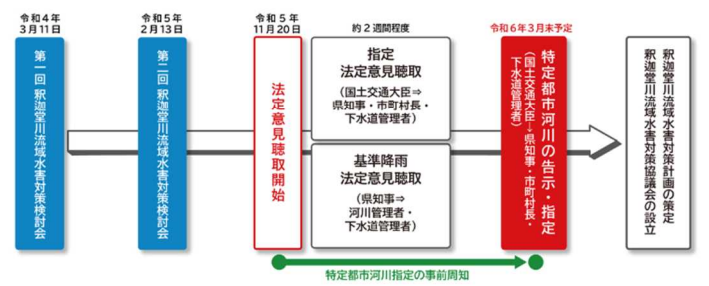 令和4年
3月11日
第一回 釈迦堂川流域水害対策検討会
令和5年
2月13日
第二回 釈迦堂川流域水害対策検討会
令和5年
11月20日
法定意見聴取開始
約2週間程度
指定
法定意見聴取
（国土交通大臣⇒
県知事・市町村長・
下水道管理者）
基準降雨
法定意見聴取
（県知事⇒
河川管理者・
下水道管理者）
令和6年3月末予定
特定都市河川の告示・指定
（国土交通大臣→県知事・市町村長・
下水道管理者）
釈迦堂川流域水害対策計画の策定
釈迦堂川流域水害対策協議会の設立
特定都市河川指定の事前周知